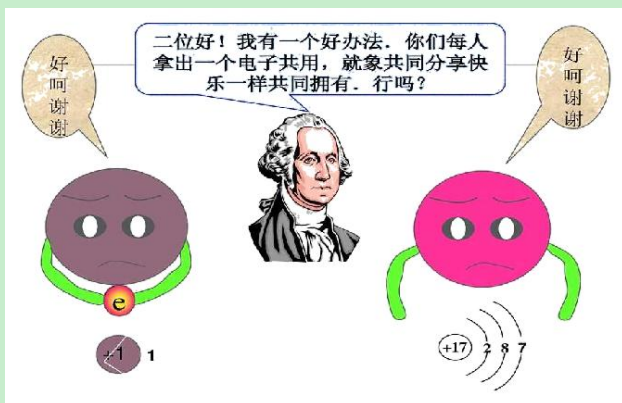 二位好！我有一个好办法．你们每人
拿出一个电子共用，就象共同分享快
乐一样共同拥有．行吗？
好呵谢谢
好呵谢谢
e
+1 1
+17 2 8 7